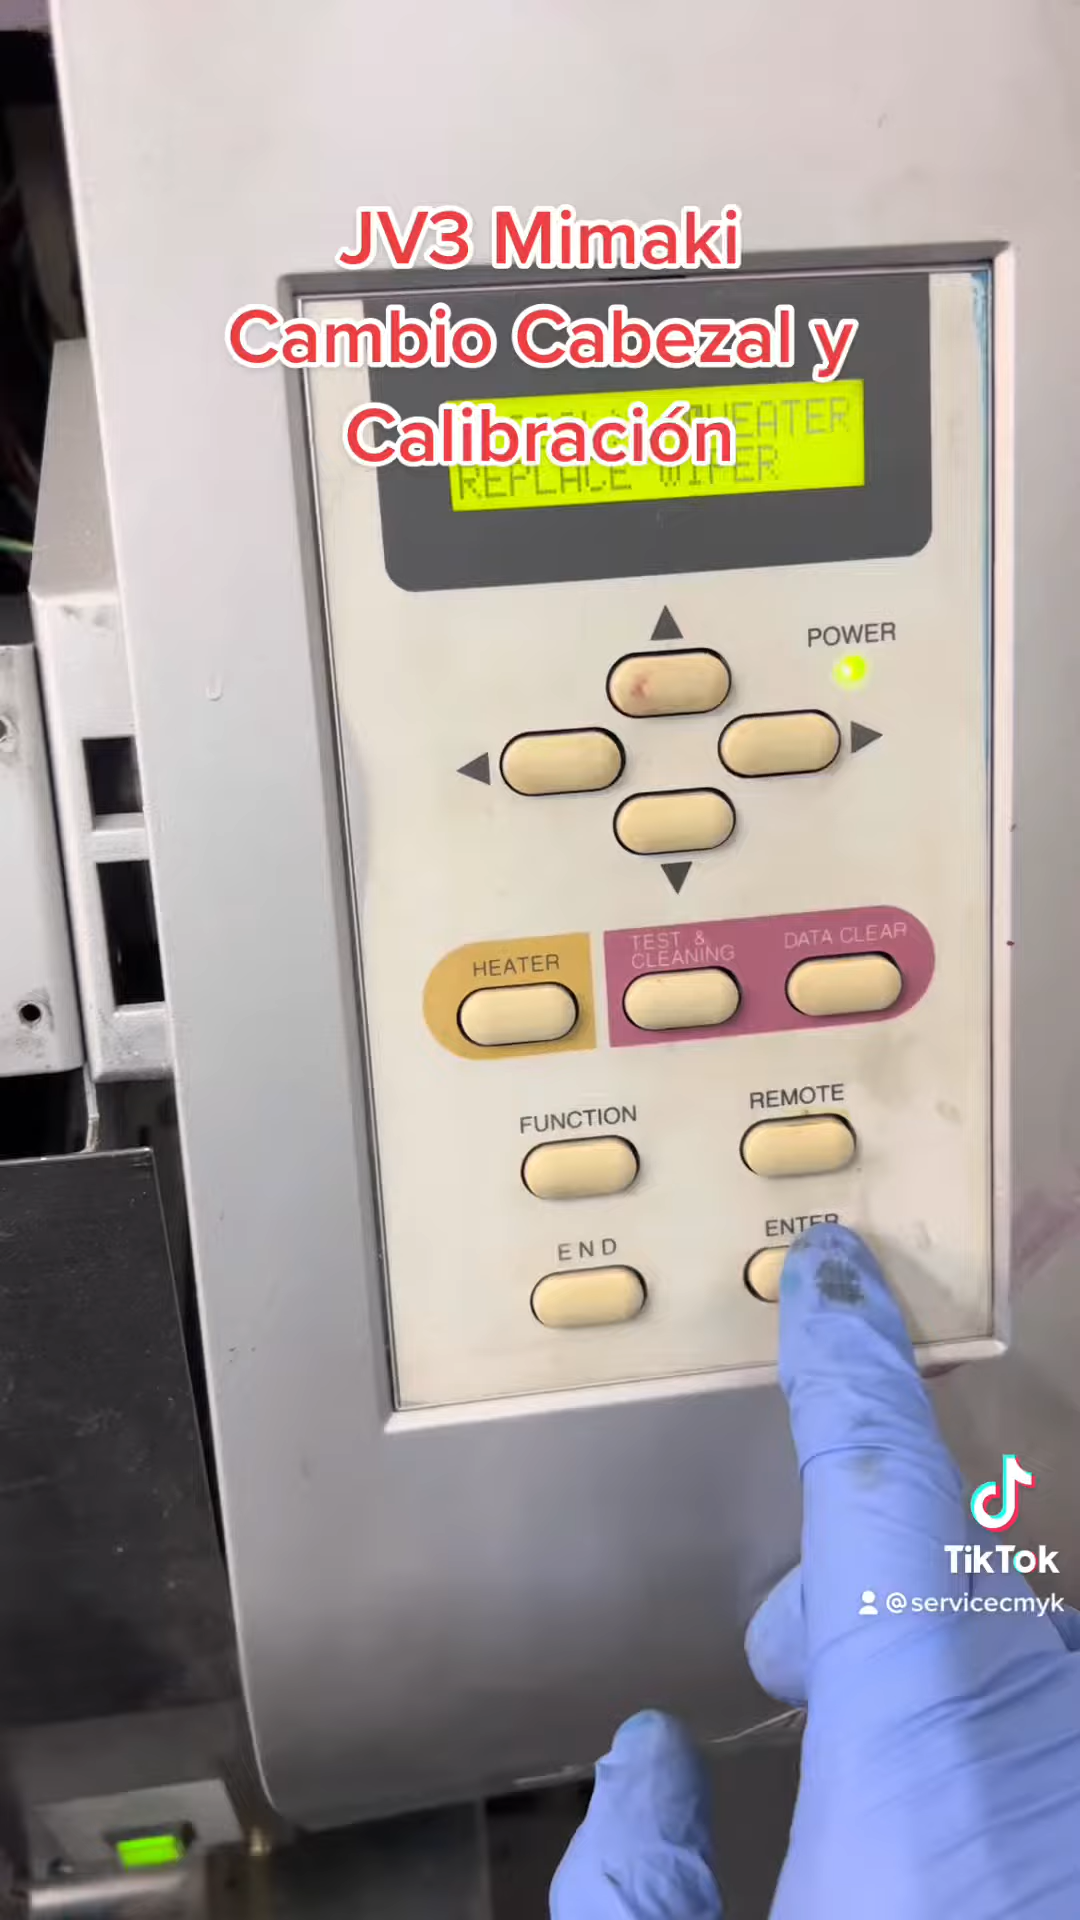 JV3 Mimaki
Cambio Cabezal y
Calibración
HEATER
REPLACE WIPER
POWER
HEATER
TEST &
CLEANING
DATA CLEAR
FUNCTION
REMOTE
END
ENTER
TikTok
@servicecmyk